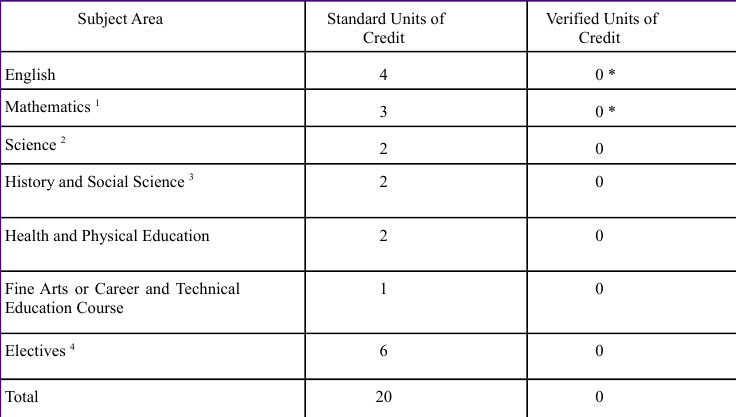 Subject Area Standard Units of Verified Units of
Credit Credit
English 4 0 *
Mathematics 1 3 0 *
Science 2 2 0
History and Social Science 3 2 0
Health and Physical Education 2 0
Fine Arts or Career and Technical 1 0
Education Course
Electives 4 6 0
Total 20 0